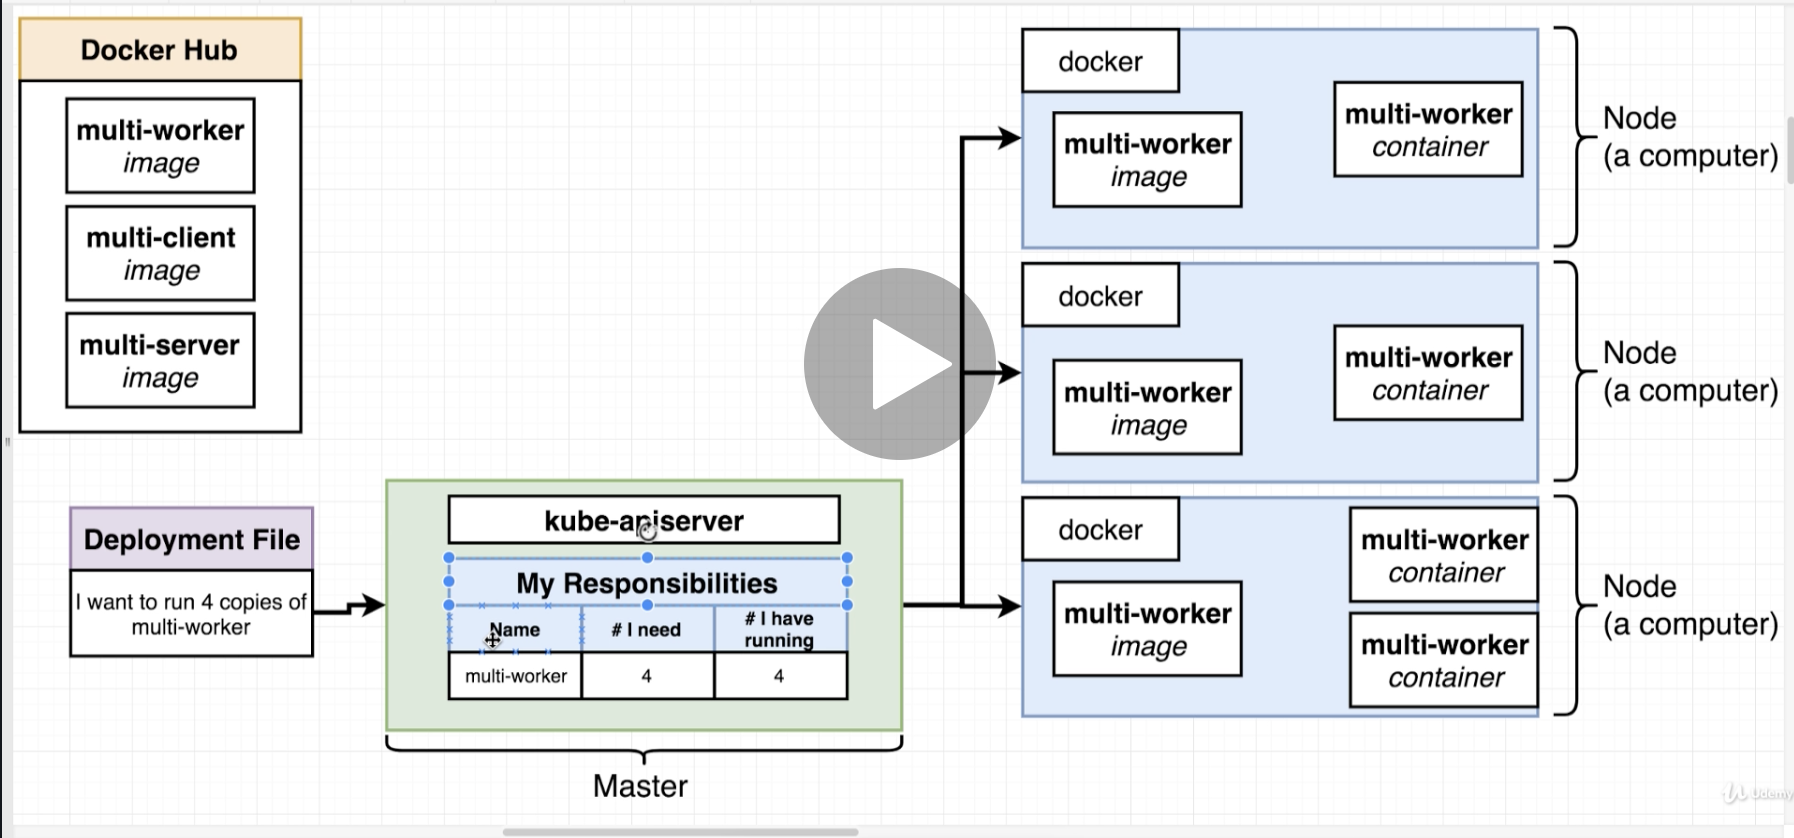 Docker Hub
multi-worker
image
multi-client
image
multi-server
image
Deployment File
I want to run 4 copies of
multi-worker
kube-apiserver
My Responsibilities
Name
# I need
# I have
running
multi-worker
4
4
Master
docker
multi-worker
image
multi-worker
container
Node
(a computer)
docker
multi-worker
image
multi-worker
container
Node
(a computer)
docker
multi-worker
image
multi-worker
container
multi-worker
container
Node
(a computer)
Udemy